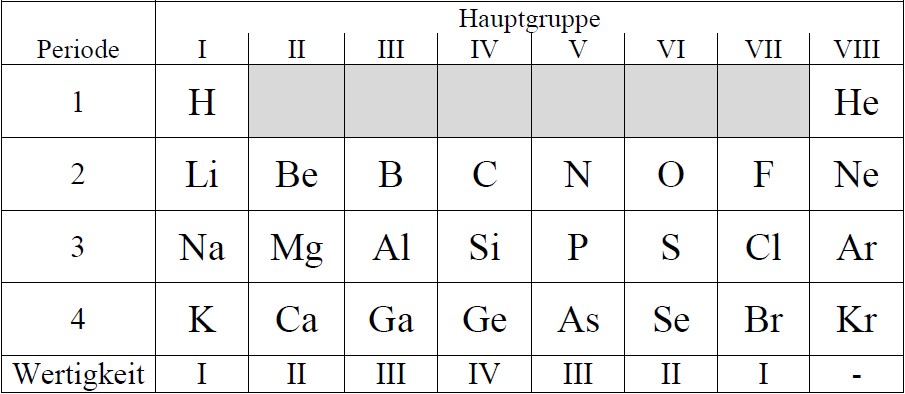 Hauptgruppe
Periode I II III IV V VI VII VIII
1 H He
2 Li Be B C N O F Ne
3 Na Mg Al Si P S Cl Ar
4 K Ca Ga Ge As Se Br Kr
Wertigkeit I II III IV III II I -